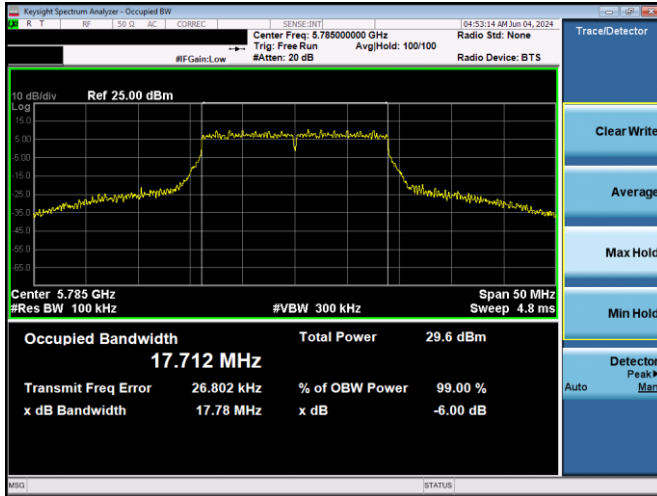 Keysight Spectrum Analyzer - Occupied BW
R T RF 50 Ω AC CORREC SENSE:INT 04:53:14 AM Jun 04, 2024
Center Freq: 5.785000000 GHz Radio Std: None
Trig: Free Run Avg|Hold: 100/100
#IFGain:Low #Atten: 20 dB Radio Device: BTS
Trace/Detector
10 dB/div Ref 25.00 dBm
Log
15.0
5.00
-5.00
-15.0
-25.0
-35.0
-45.0
-55.0
-65.0
Clear Write
Average
Max Hold
Min Hold
Center 5.785 GHz Span 50 MHz
#Res BW 100 kHz #VBW 300 kHz Sweep 4.8 ms
Occupied Bandwidth Total Power 29.6 dBm
17.712 MHz
Transmit Freq Error 26.802 kHz % of OBW Power 99.00 %
x dB Bandwidth 17.78 MHz x dB -6.00 dB
Detector
Peak
Auto Man
MSG STATUS